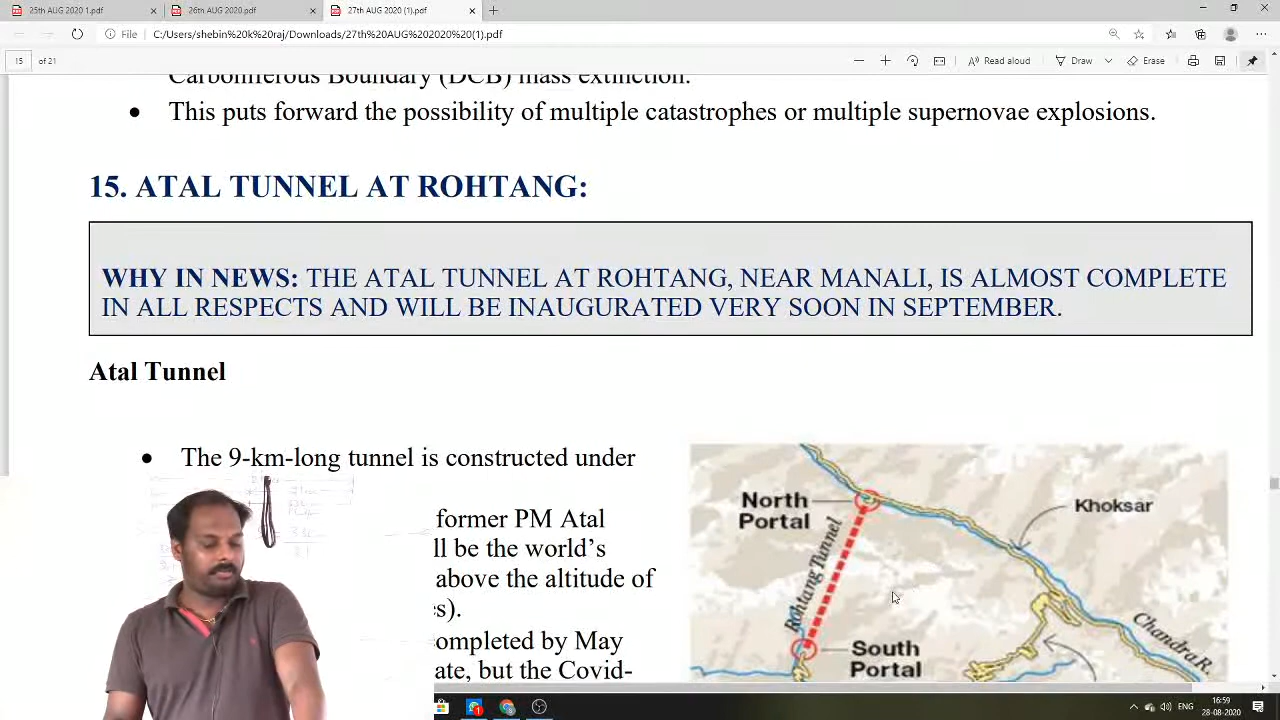 25th AUG 2020 1.pdf
26th AUG 2020.pdf
27th AUG 2020 (1).pdf
File
C:/Users/shebin%20k%20raj/Downloads/27th%20AUG%202020%20(1).pdf
15 of 21
Read aloud
Draw
Erase
Carboniferous Boundary (DCB) mass extinction.
• This puts forward the possibility of multiple catastrophes or multiple supernovae explosions.
15. ATAL TUNNEL AT ROHTANG:
WHY IN NEWS: THE ATAL TUNNEL AT ROHTANG, NEAR MANALI, IS ALMOST COMPLETE
IN ALL RESPECTS AND WILL BE INAUGURATED VERY SOON IN SEPTEMBER.
Atal Tunnel
• The 9-km-long tunnel is constructed under
former PM Atal
ll be the world's
above the altitude of
s).
ompleted by May
ate, but the Covid-
North
Portal
Khoksar
Rohtang Tunnel
Chandra R.
South
Portal
ENG
16:59
28-08-2020